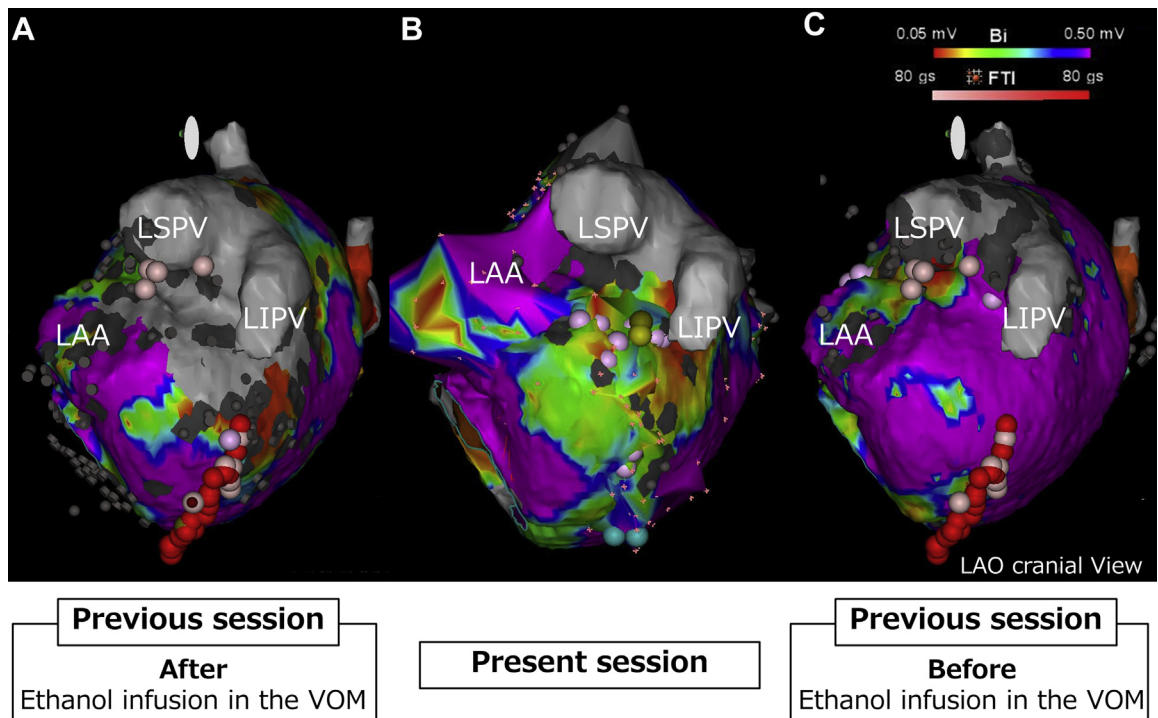 A
B
C
0.05 mV Bi 0.50 mV
80 gs FTI 80 gs
LSPV
LAA
LIPV
LSPV
LAA
LIPV
LSPV
LAA
LIPV
LAO cranial View
Previous session
After
Ethanol infusion in the VOM
Present session
Previous session
Before
Ethanol infusion in the VOM